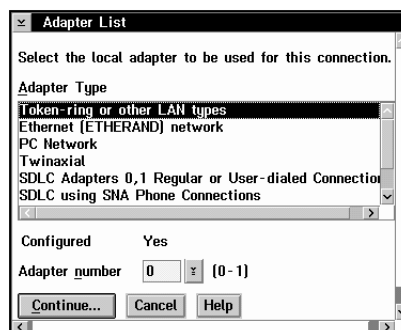 Adapter List
Select the local adapter to be used for this connection.
Adapter Type
Token-ring or other LAN types
Ethernet (ETHERAND) network
PC Network
Twinaxial
SDLC Adapters 0,1 Regular or User-dialed Connection
SDLC using SNA Phone Connections
Configured Yes
Adapter number 0 (0-1)
Continue... Cancel Help